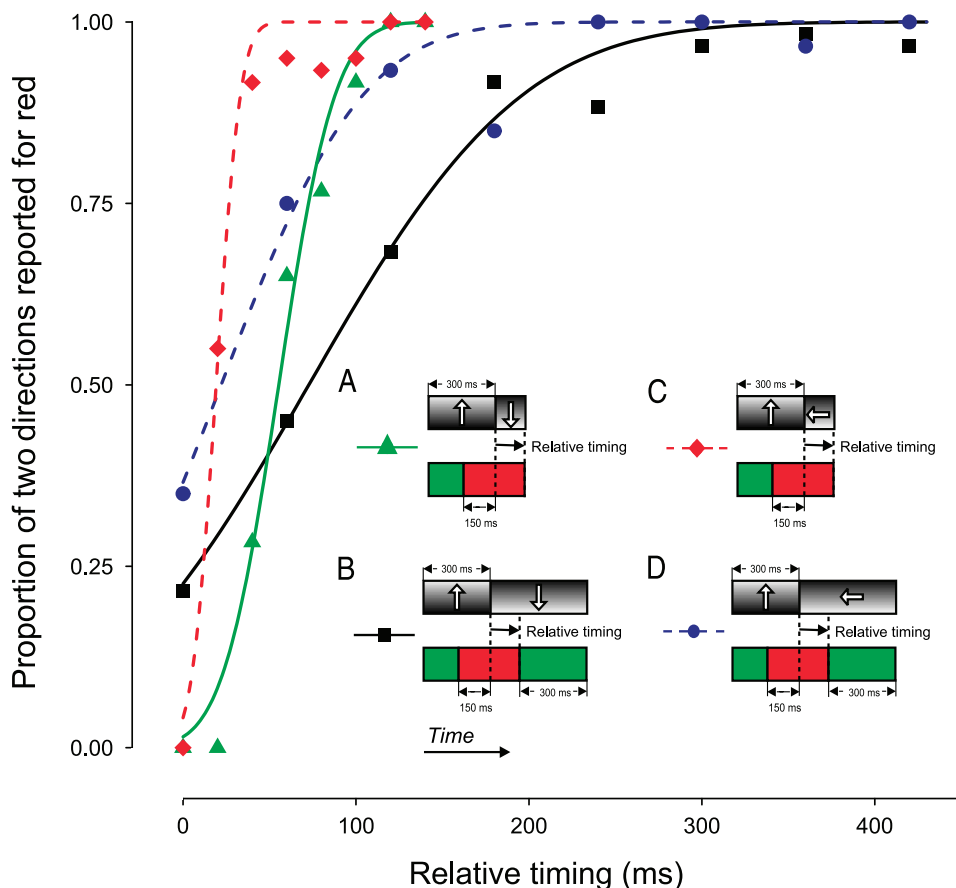 Proportion of two directions reported for red
1.00
0.75
0.50
0.25
0.00
A
300 ms
Relative timing
150 ms
C
300 ms
Relative timing
150 ms
B
300 ms
Relative timing
300 ms
150 ms
D
300 ms
Relative timing
300 ms
150 ms
Time
0
100
200
300
400
Relative timing (ms)